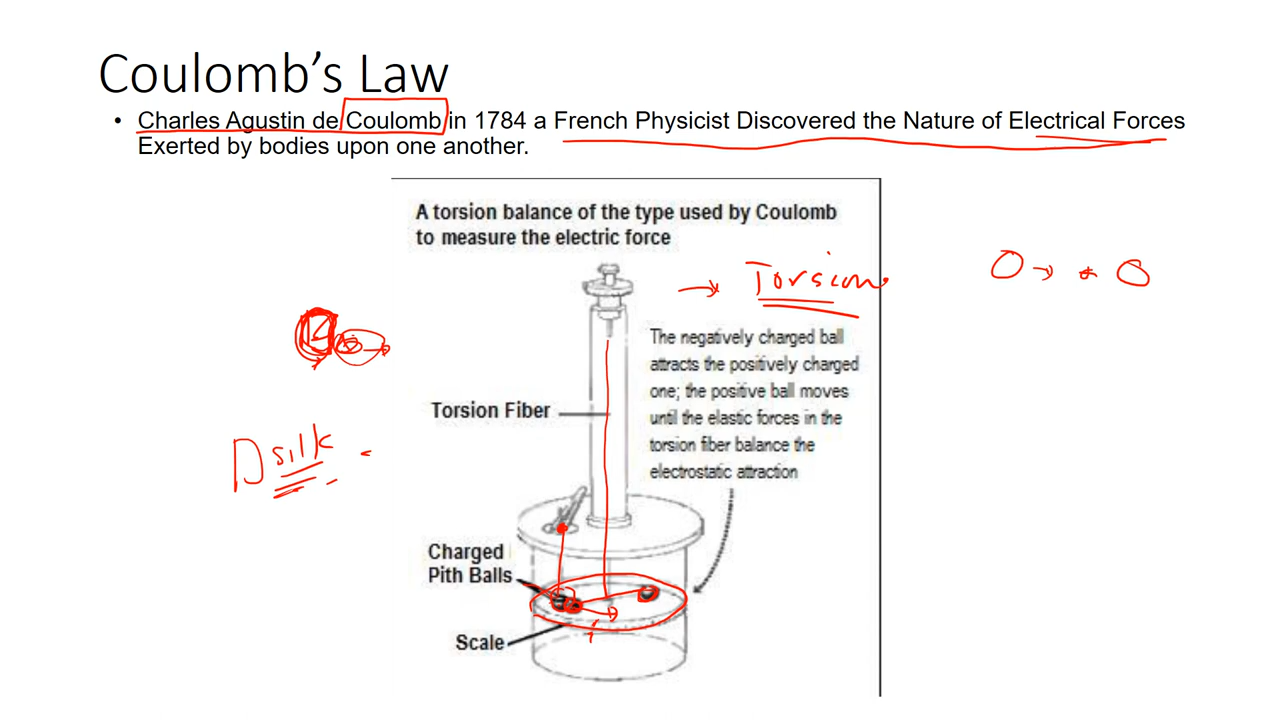 Coulomb's Law
• Charles Agustin de Coulomb in 1784 a French Physicist Discovered the Nature of Electrical Forces
Exerted by bodies upon one another.
A torsion balance of the type used by Coulomb
to measure the electric force
Torsion
The negatively charged ball
attracts the positively charged
one; the positive ball moves
until the elastic forces in the
torsion fiber balance the
electrostatic attraction
Torsion Fiber
silk
Charged
Pith Balls
Scale